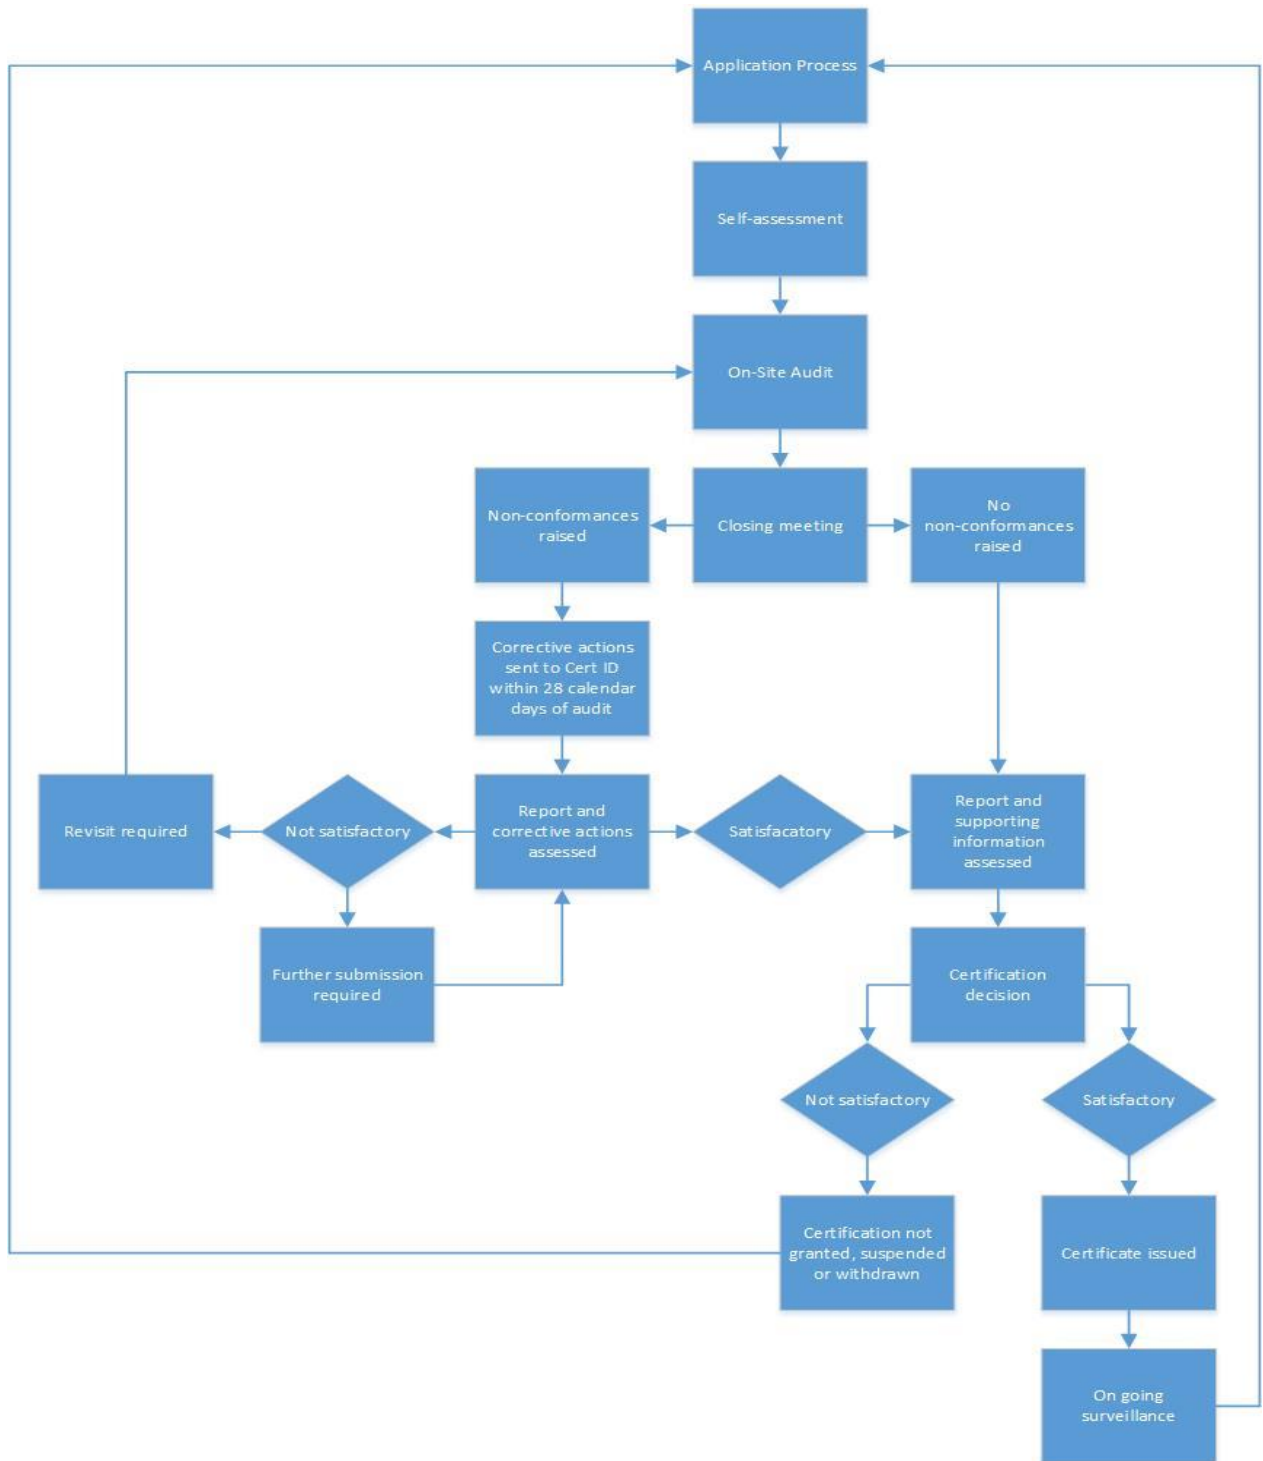 Application Process
Self-assessment
On-Site Audit
Non-conformances
raised
Closing meeting
No
non-conformances
raised
Corrective actions
sent to Cert ID
within 28 calendar
days of audit
Revisit required
Not satisfactory
Report and
corrective actions
assessed
Satisfacatory
Report and
supporting
information
assessed
Further submission
required
Certification
decision
Not satisfactory
Satisfactory
Certification not
granted, suspended
or withdrawn
Certificate issued
On going
surveillance